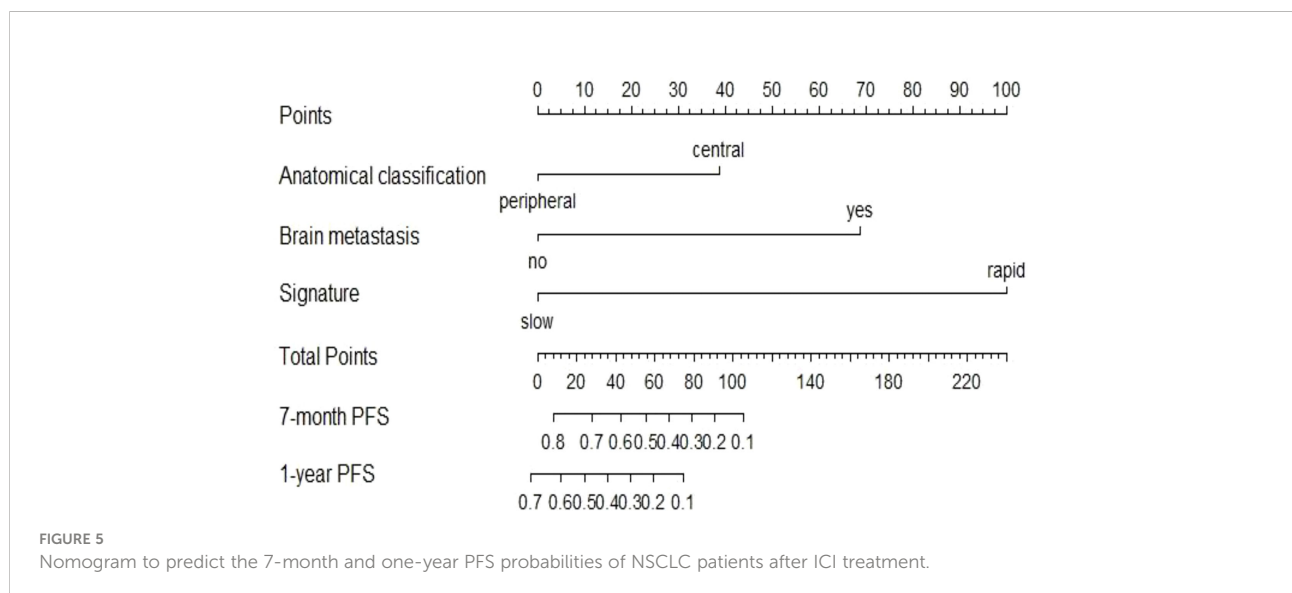 0 10 20 30 40 50 60 70 80 90 100
Points
central
Anatomical classification
peripheral
yes
Brain metastasis
no
rapid
Signature
slow
Total Points
0 20 40 60 80 100 140 180 220
7-month PFS
0.8 0.7 0.6 0.5 0.4 0.3 0.2 0.1
1-year PFS
0.7 0.6 0.5 0.4 0.3 0.2 0.1
FIGURE 5
Nomogram to predict the 7-month and one-year PFS probabilities of NSCLC patients after ICI treatment.